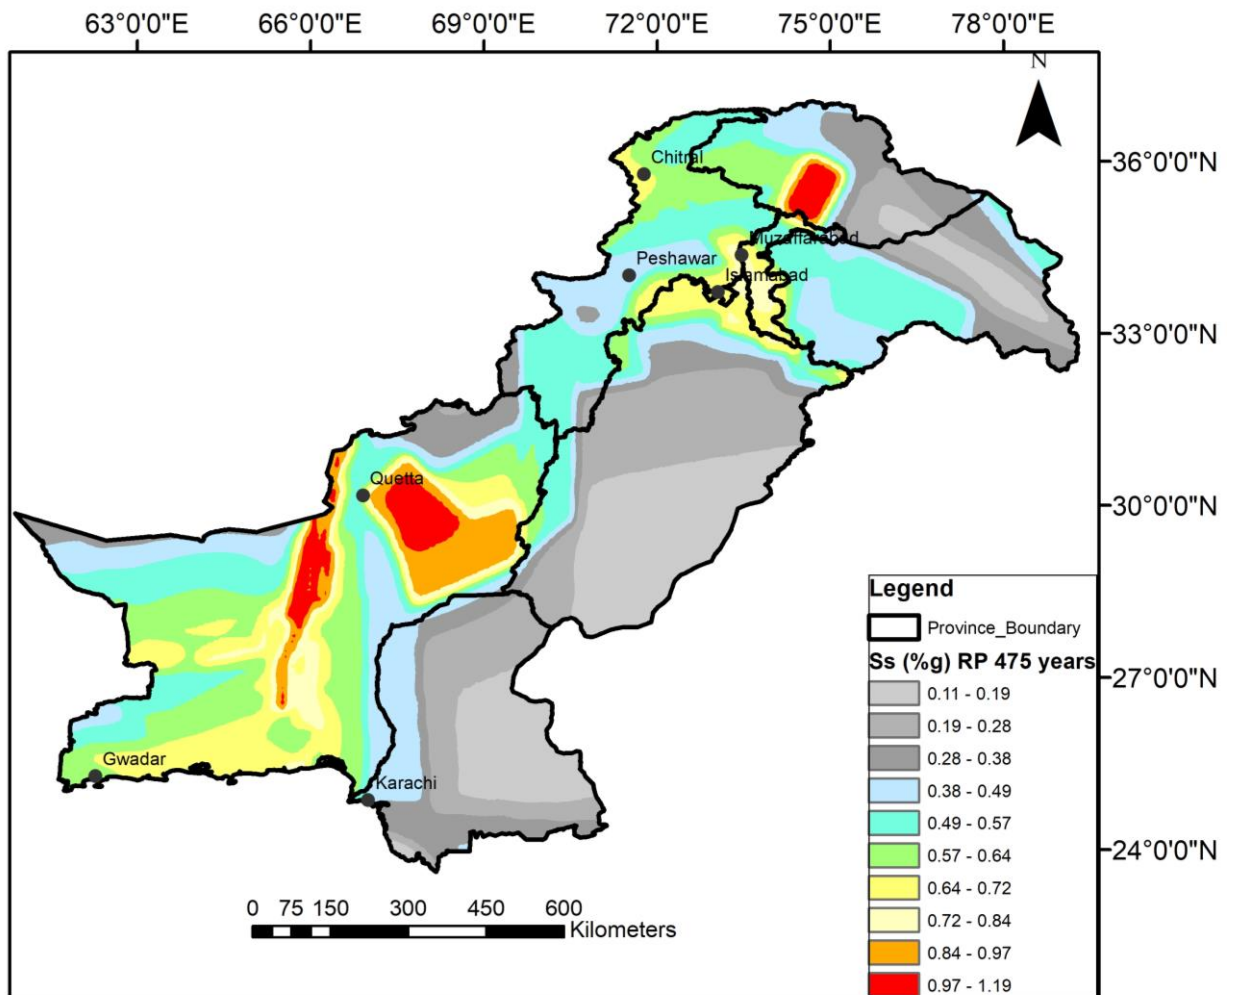 63°0'0"E 66°0'0"E 69°0'0"E 72°0'0"E 75°0'0"E 78°0'0"E
N
Chitral
36°0'0"N
Muzaffarabad
Peshawar
Islamabad
33°0'0"N
Quetta
30°0'0"N
Legend
Province_Boundary
Ss (%g) RP 475 years
27°0'0"N
0.11 - 0.19
0.19 - 0.28
0.28 - 0.38
Gwadar
Karachi
0.38 - 0.49
0.49 - 0.57
24°0'0"N
0.57 - 0.64
0.64 - 0.72
0 75 150 300 450 600
Kilometers
0.72 - 0.84
0.84 - 0.97
0.97 - 1.19